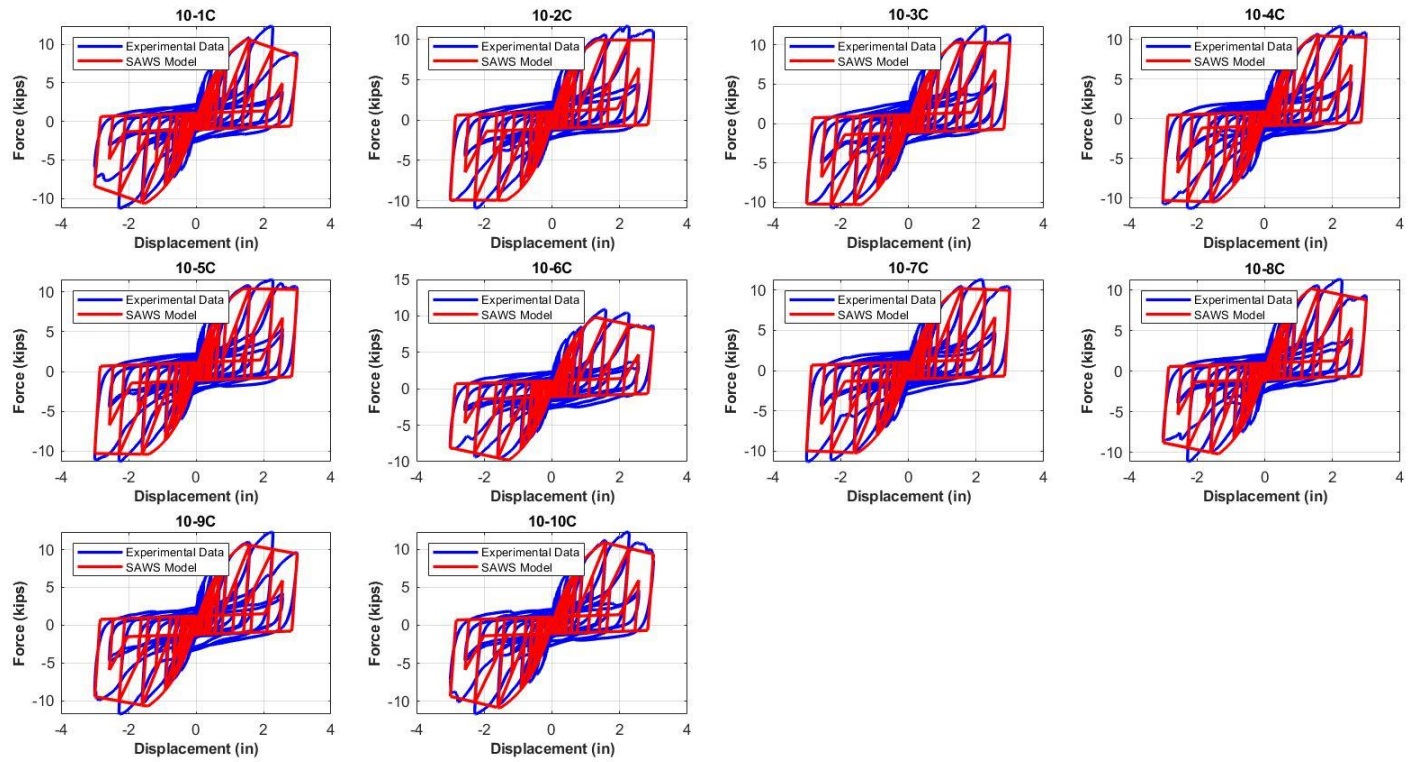 10-1C
10
5
0
-5
-10
Force (kips)
Experimental Data
SAWS Model
-4 -2 0 2 4
Displacement (in)
10-2C
10
5
0
-5
-10
Force (kips)
Experimental Data
SAWS Model
-4 -2 0 2 4
Displacement (in)
10-3C
10
5
0
-5
-10
Force (kips)
Experimental Data
SAWS Model
-4 -2 0 2 4
Displacement (in)
10-4C
10
5
0
-5
-10
Force (kips)
Experimental Data
SAWS Model
-4 -2 0 2 4
Displacement (in)
10-5C
10
5
0
-5
-10
Force (kips)
Experimental Data
SAWS Model
-4 -2 0 2 4
Displacement (in)
10-6C
15
10
5
0
-5
-10
Force (kips)
Experimental Data
SAWS Model
-4 -2 0 2 4
Displacement (in)
10-7C
10
5
0
-5
-10
Force (kips)
Experimental Data
SAWS Model
-4 -2 0 2 4
Displacement (in)
10-8C
10
5
0
-5
-10
Force (kips)
Experimental Data
SAWS Model
-4 -2 0 2 4
Displacement (in)
10-9C
10
5
0
-5
-10
Force (kips)
Experimental Data
SAWS Model
-4 -2 0 2 4
Displacement (in)
10-10C
10
5
0
-5
-10
Force (kips)
Experimental Data
SAWS Model
-4 -2 0 2 4
Displacement (in)